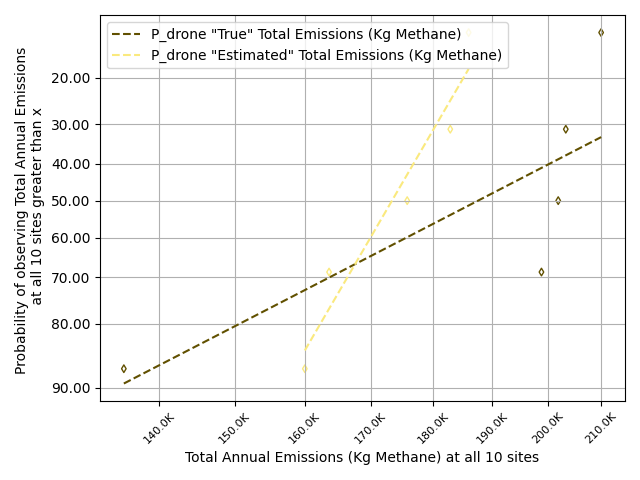 P_drone "True" Total Emissions (Kg Methane)
P_drone "Estimated" Total Emissions (Kg Methane)
Probability of observing Total Annual Emissions
at all 10 sites greater than x
20.00
30.00
40.00
50.00
60.00
70.00
80.00
90.00
140.0K
150.0K
160.0K
170.0K
180.0K
190.0K
200.0K
210.0K
Total Annual Emissions (Kg Methane) at all 10 sites